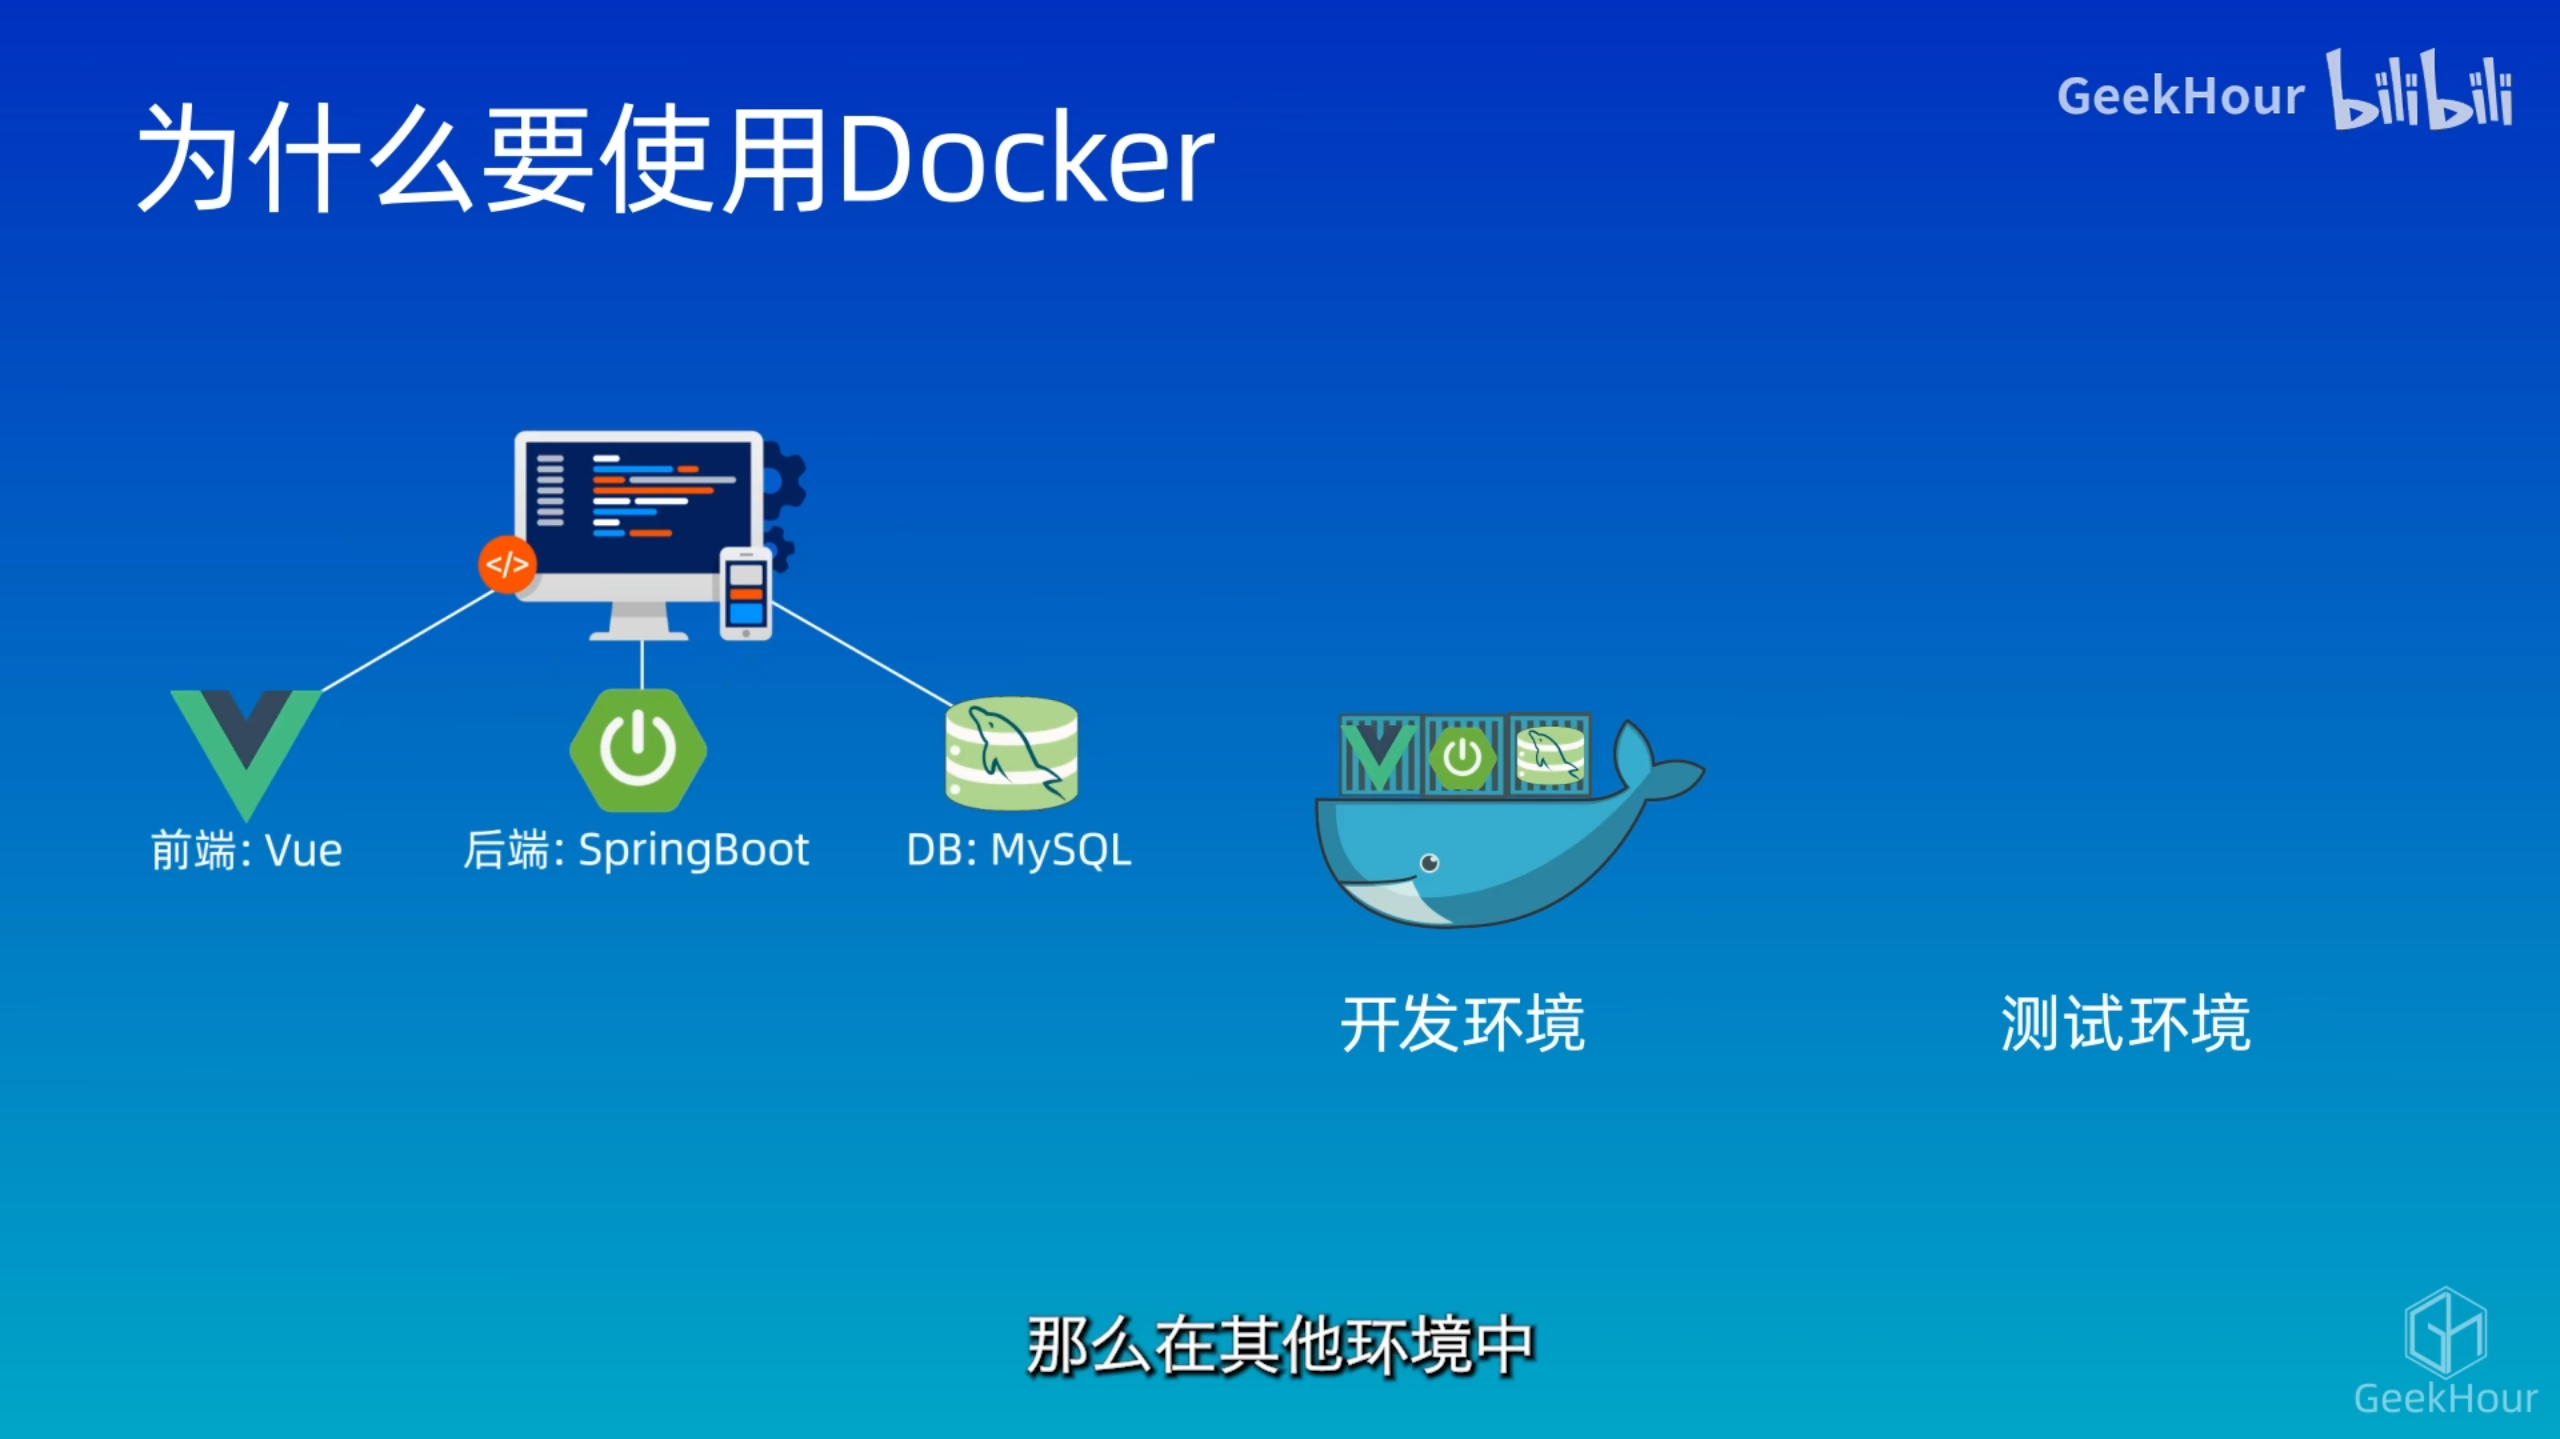 为什么要使用Docker
GeekHour bilibili
</>
前端: Vue
后端: SpringBoot
DB: MySQL
开发环境
测试环境
那么在其他环境中
GeekHour